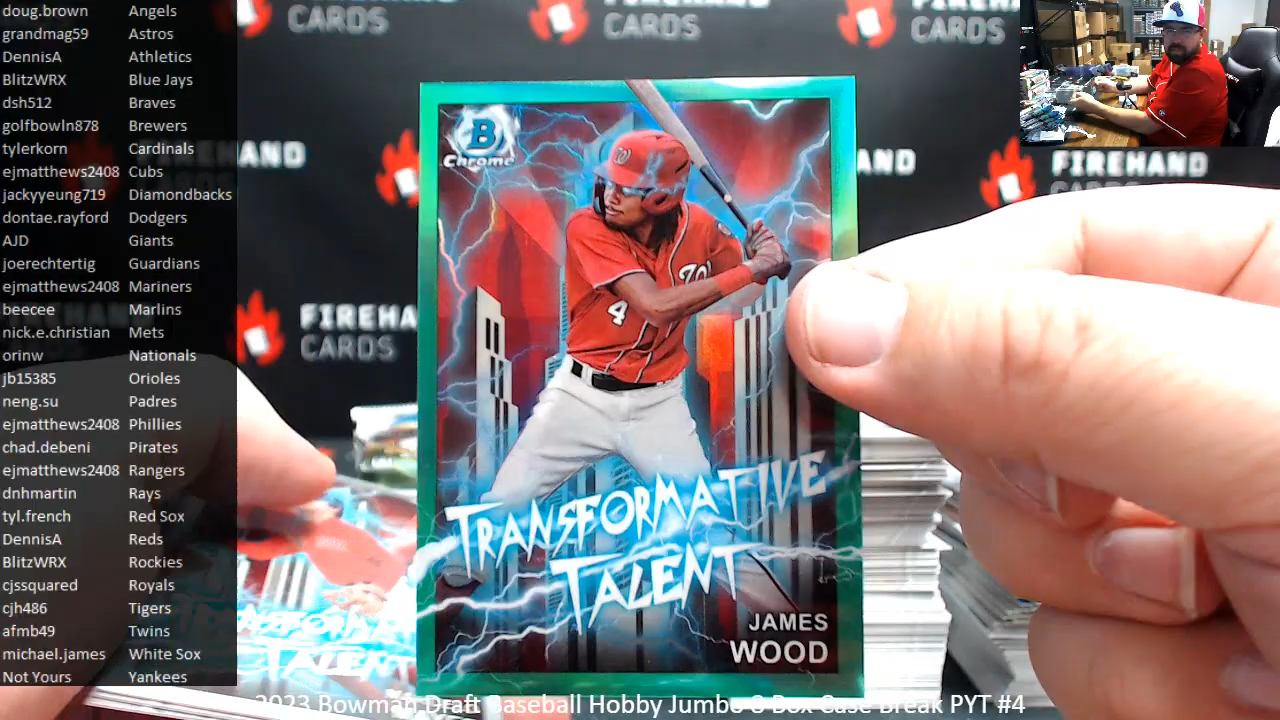 doug.brown Angels
grandmag59 Astros
DennisA Athletics
BlitzWRX Blue Jays
dsh512 Braves
golfbowln878 Brewers
tylerkorn Cardinals
ejmatthews2408 Cubs
jackyyeung719 Diamondbacks
dontae.rayford Dodgers
AJD Giants
joerechtertig Guardians
ejmatthews2408 Mariners
beecee Marlins
nick.e.christian Mets
orinw Nationals
jb15385 Orioles
neng.su Padres
ejmatthews2408 Phillies
chad.debeni Pirates
ejmatthews2408 Rangers
dnhmartin Rays
tyl.french Red Sox
DennisA Reds
BlitzWRX Rockies
cjssquared Royals
cjh486 Tigers
afmb49 Twins
michael.james White Sox
Not Yours Yankees
CARDS
CARDS
CARDS
FIREHAND
CARDS
B
Chrome
W
4
TRANSFORMATIVE
TALENT
JAMES
WOOD
TALENT
2023 Bowman Draft Baseball Hobby Jumbo 8 Box Case Break PYT #4